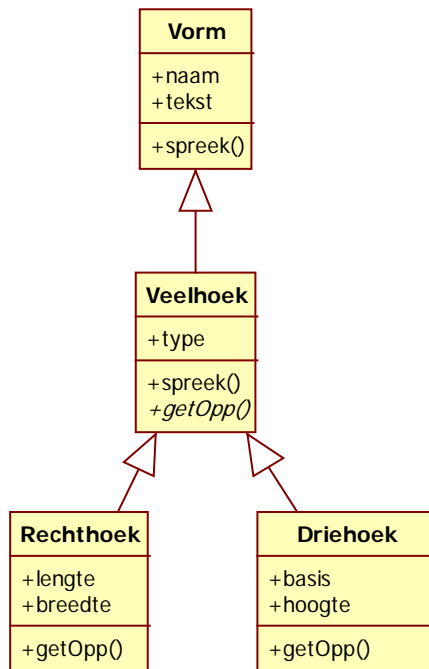 Vorm
+naam
+tekst
+spreek()
Veelhoek
+type
+spreek()
+getOpp()
Rechthoek
+lengte
+breedte
+getOpp()
Driehoek
+basis
+hoogte
+getOpp()